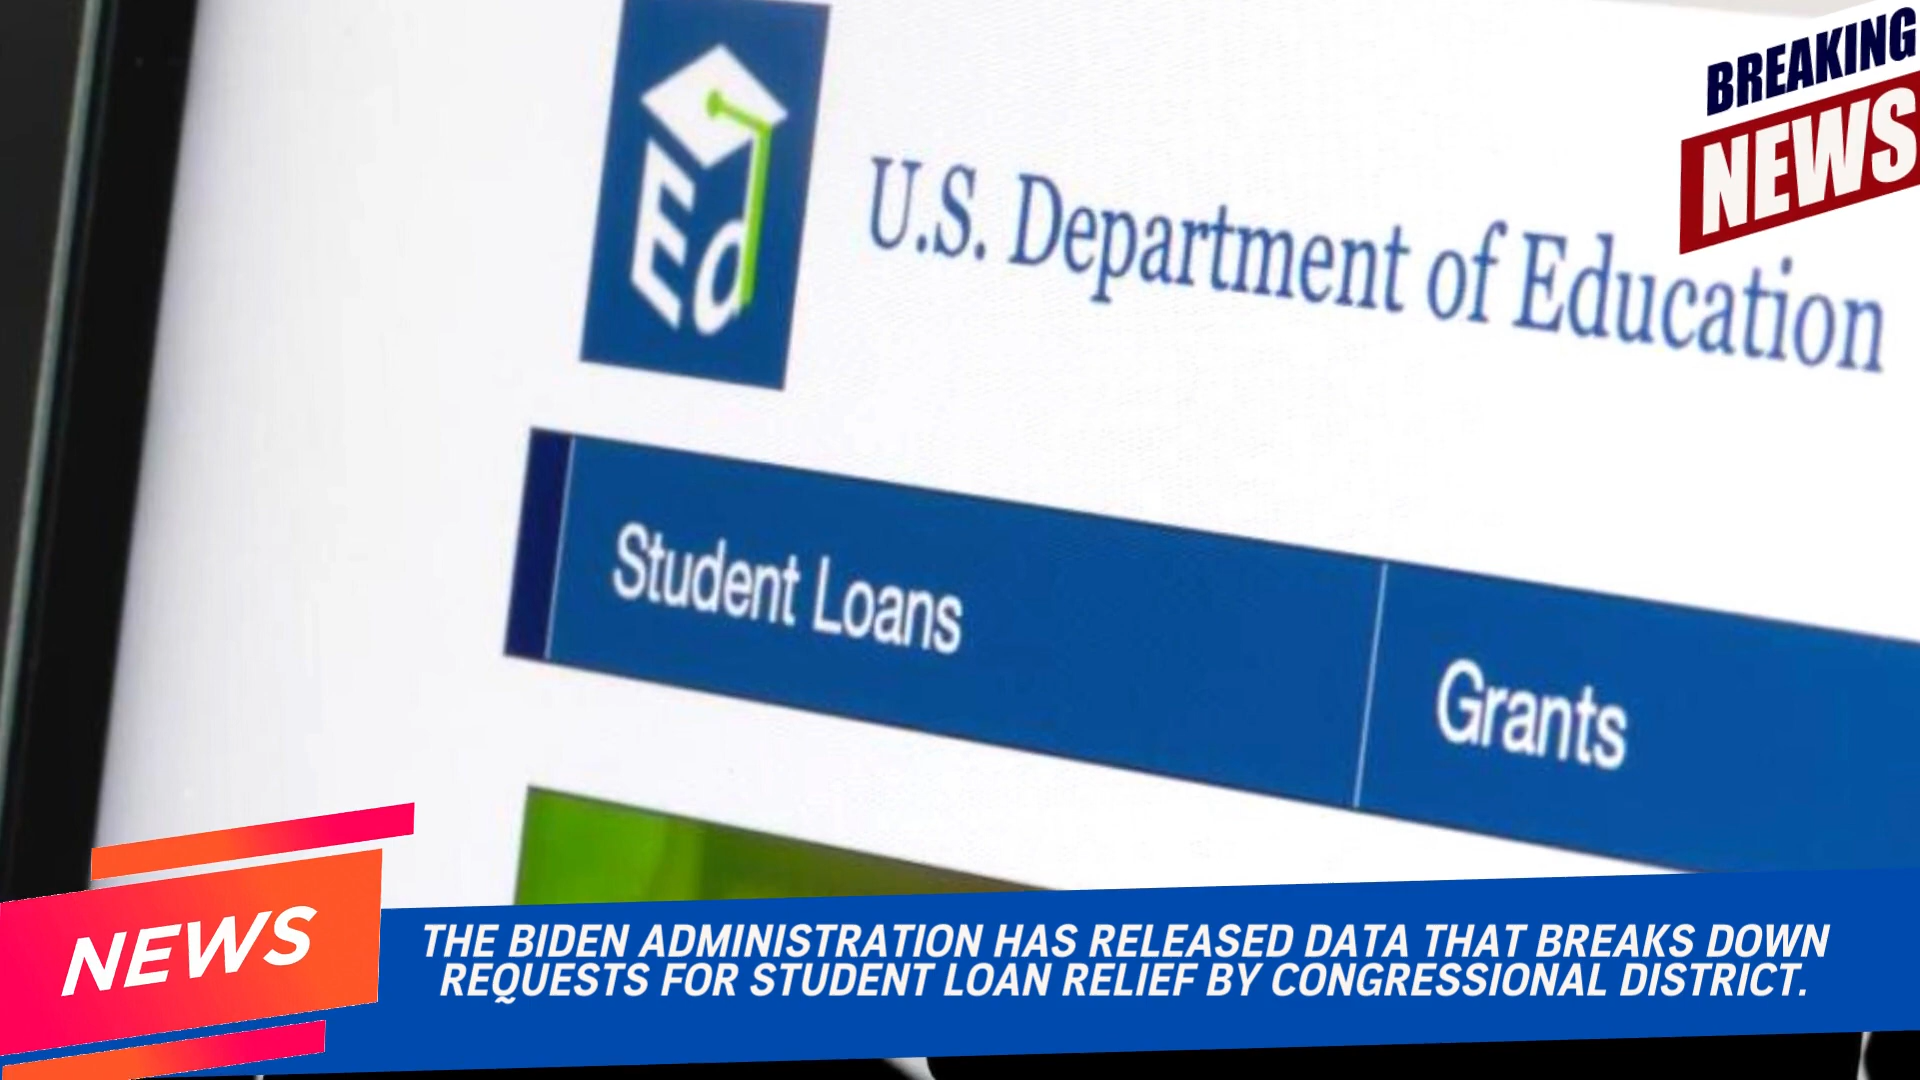 BREAKING
NEWS
Ed
U.S. Department of Education
Student Loans
Grants
NEWS
THE BIDEN ADMINISTRATION HAS RELEASED DATA THAT BREAKS DOWN
REQUESTS FOR STUDENT LOAN RELIEF BY CONGRESSIONAL DISTRICT.